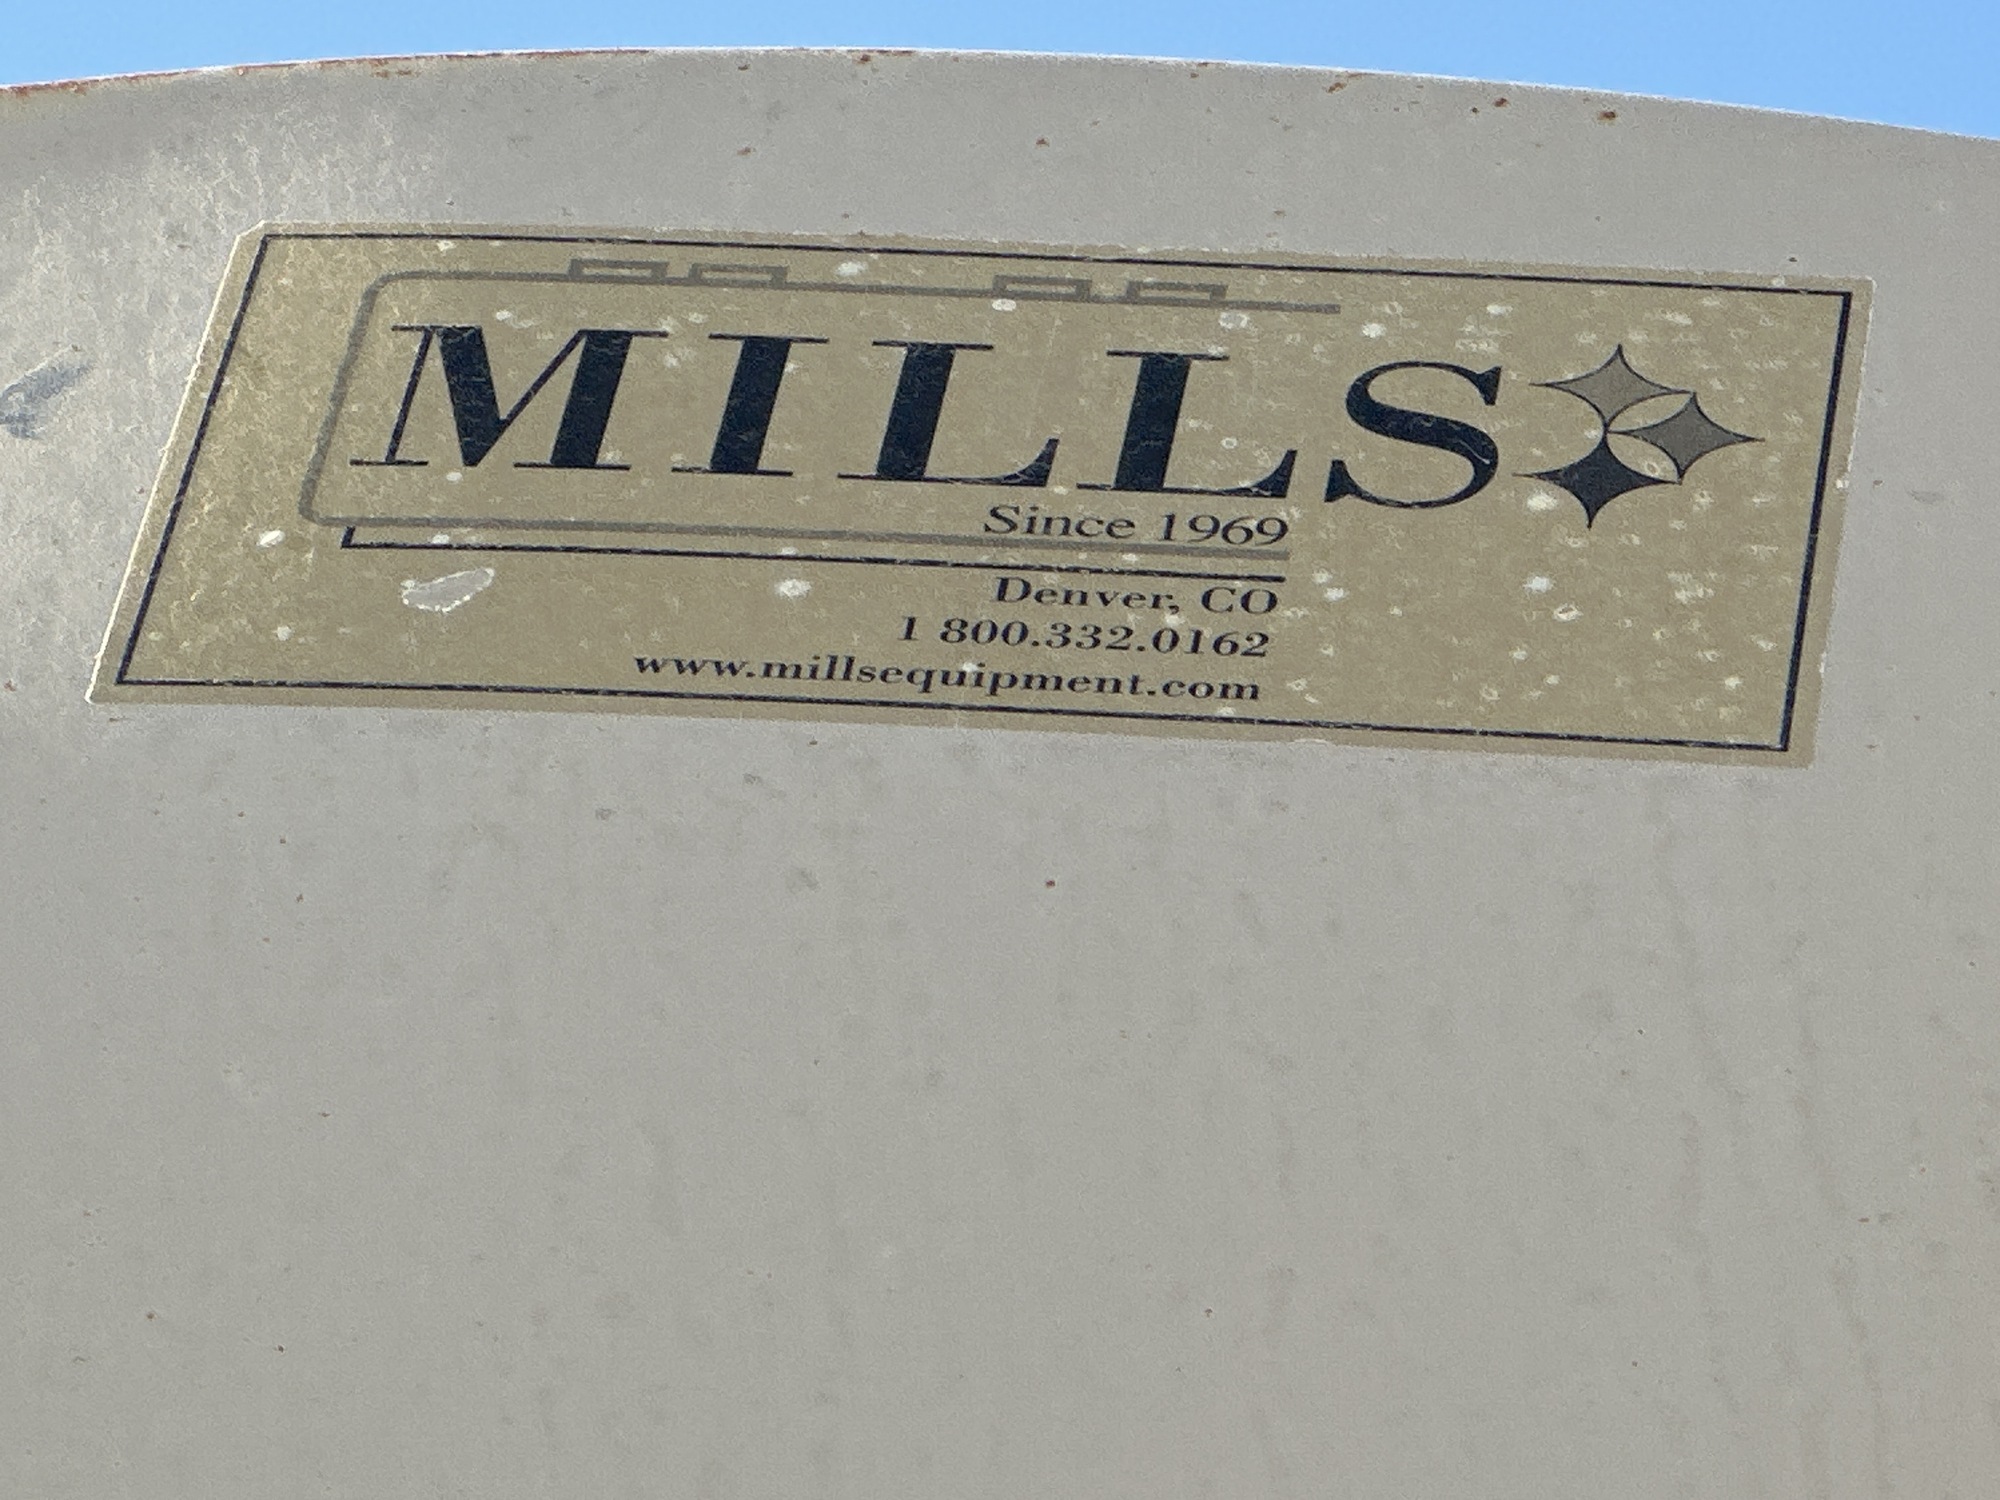 MILLS
Since 1969
Denver, CO
1 800.332.0162
www.millsequipment.com